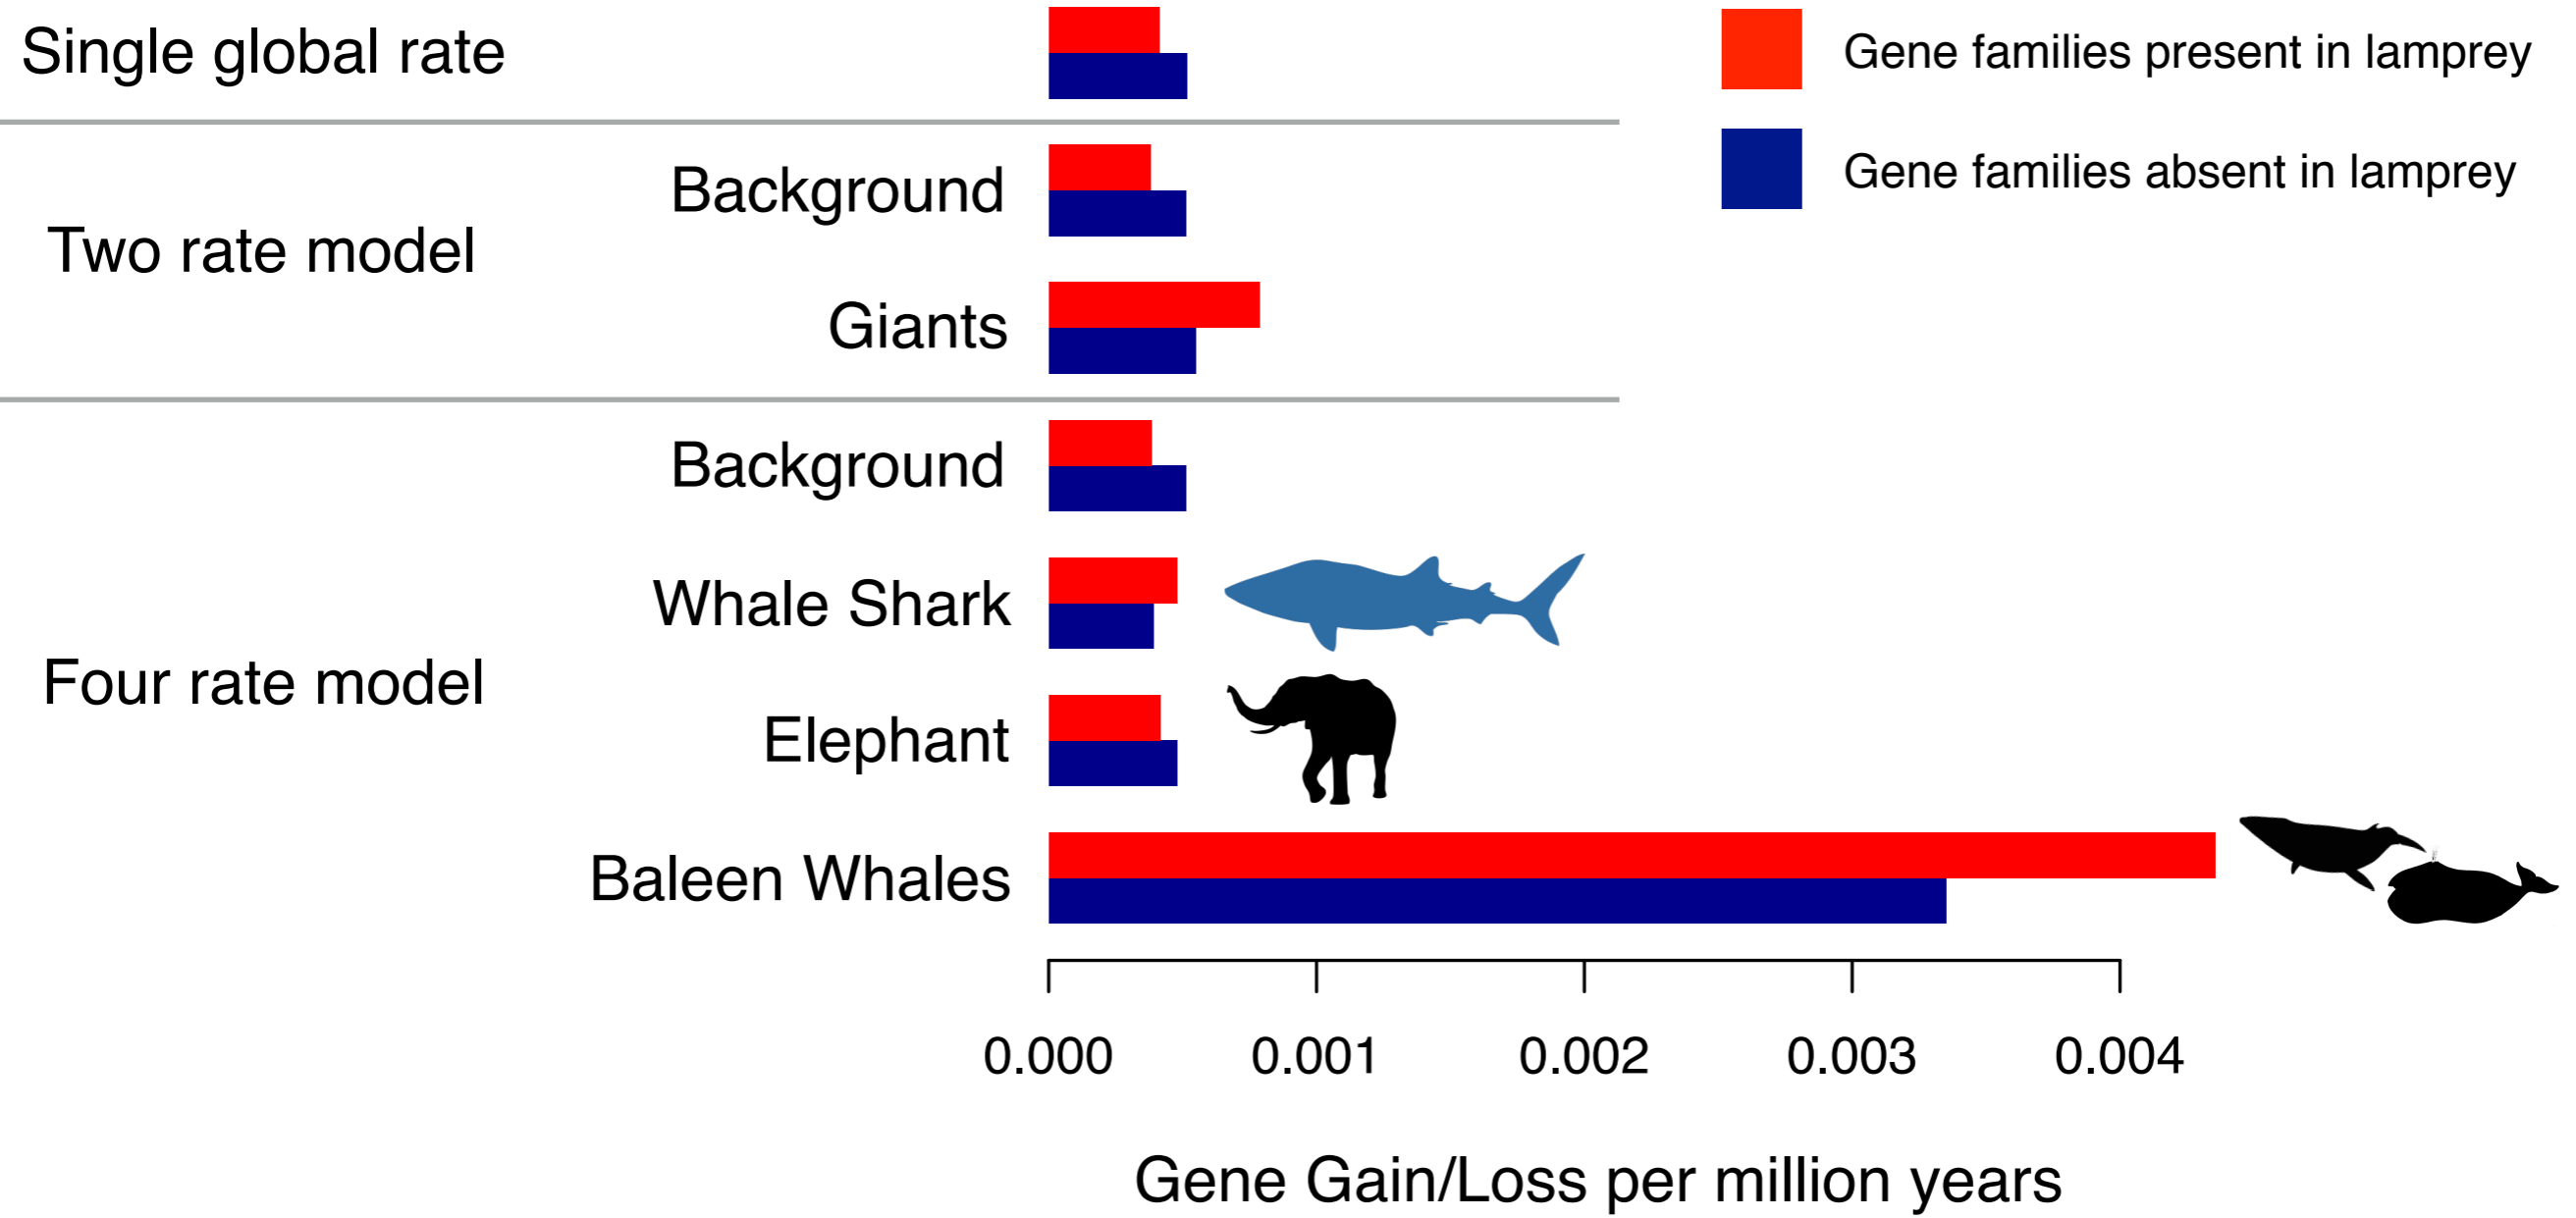 Single global rate
Gene families present in lamprey
Gene families absent in lamprey
Two rate model
Background
Giants
Four rate model
Background
Whale Shark
Elephant
Baleen Whales
0.000 0.001 0.002 0.003 0.004
Gene Gain/Loss per million years